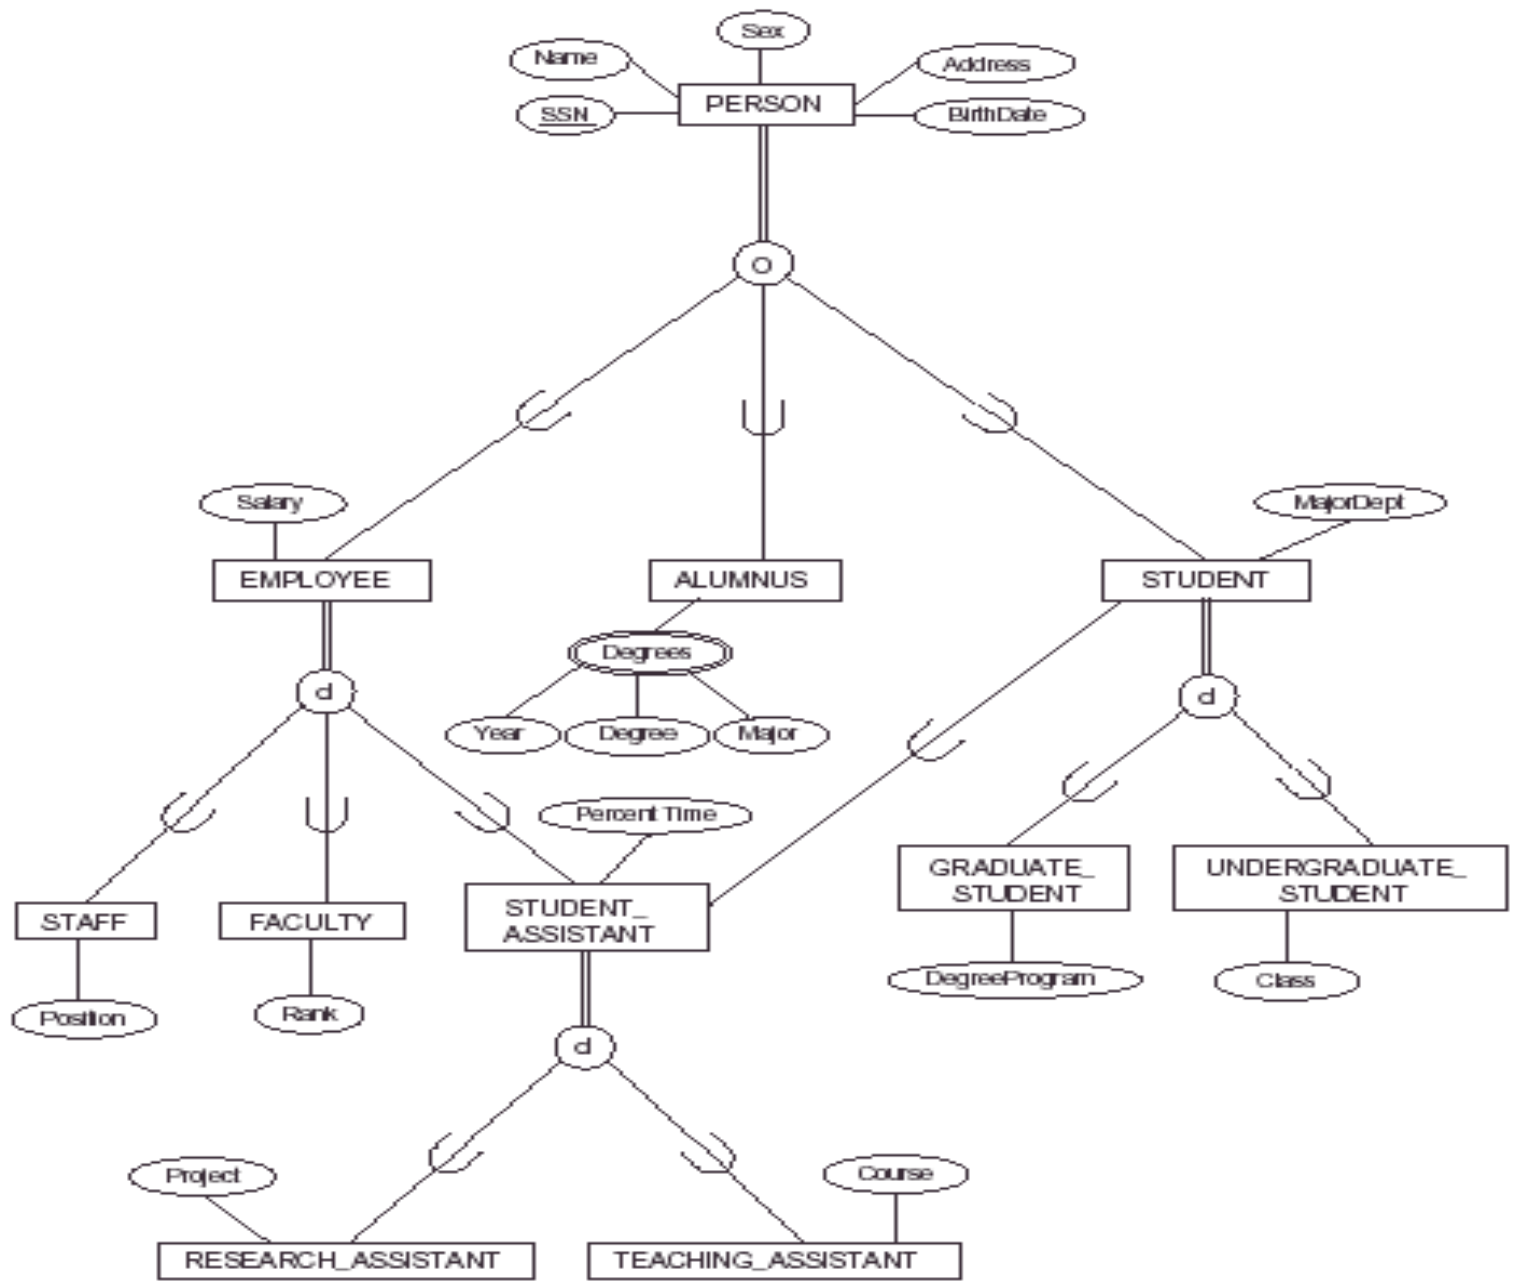 Sex
Name
Address
PERSON
SSN
BirthDate
O
Salary
MajorDept
EMPLOYEE
ALUMNUS
STUDENT
Degrees
d
d
Year
Degree
Major
Percent Time
GRADUATE_
STUDENT
UNDERGRADUATE_
STUDENT
STAFF
FACULTY
STUDENT_
ASSISTANT
DegreeProgram
Class
Position
Rank
d
Project
Course
RESEARCH_ASSISTANT
TEACHING_ASSISTANT